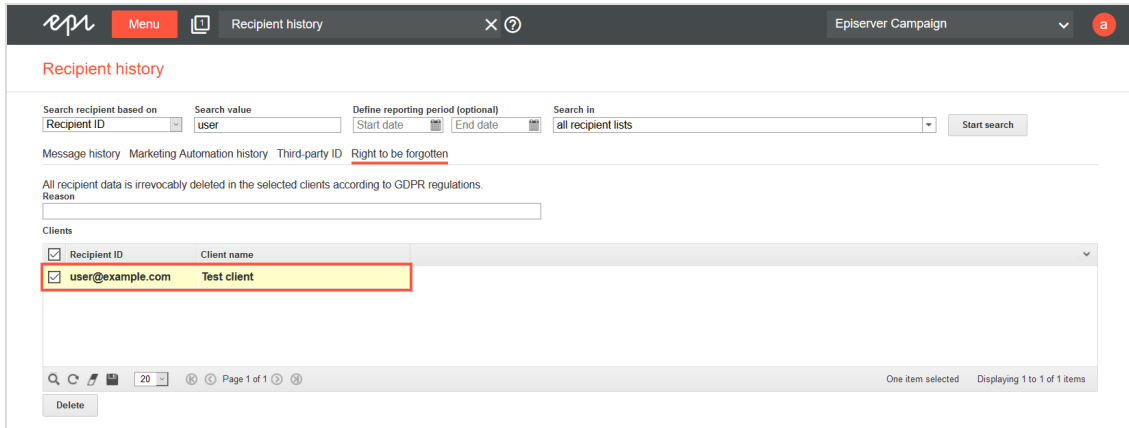 epi Menu 1 Recipient history Episerver Campaign a
Recipient history
Search recipient based on Search value Define reporting period (optional) Search in
Recipient ID user Start date End date all recipient lists Start search
Message history Marketing Automation history Third-party ID Right to be forgotten
All recipient data is irrevocably deleted in the selected clients according to GDPR regulations.
Reason
Clients
Recipient ID Client name
user@example.com Test client
20 Page 1 of 1 One item selected Displaying 1 to 1 of 1 items
Delete